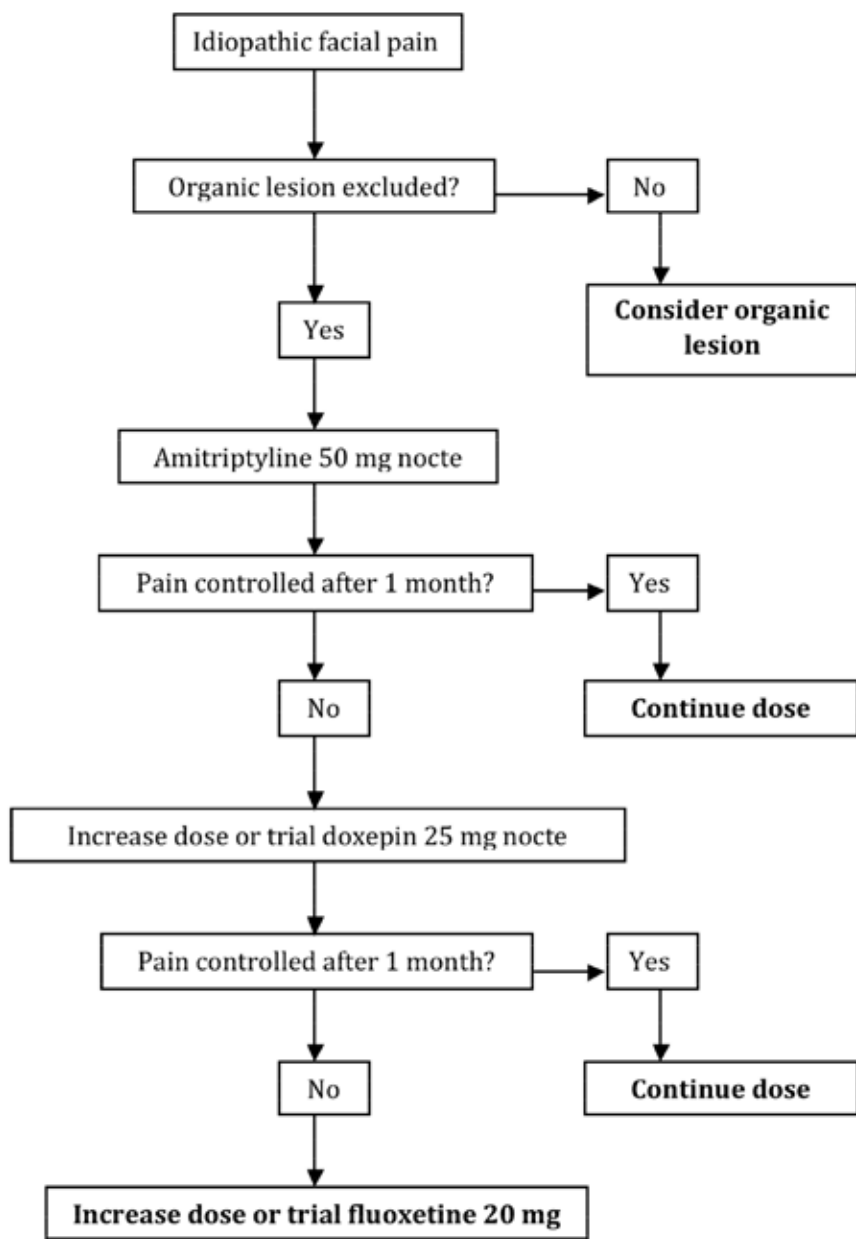 Idiopathic facial pain
Organic lesion excluded?
No
Consider organic
lesion
Yes
Amitriptyline 50 mg nocte
Pain controlled after 1 month?
Yes
Continue dose
No
Increase dose or trial doxepin 25 mg nocte
Pain controlled after 1 month?
Yes
Continue dose
No
Increase dose or trial fluoxetine 20 mg